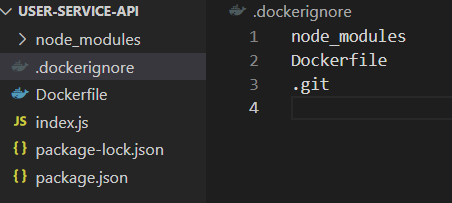 USER-SERVICE-API
node_modules
.dockerignore
Dockerfile
JS index.js
{} package-lock.json
{} package.json
.dockerignore
1 node_modules
2 Dockerfile
3 .git
4